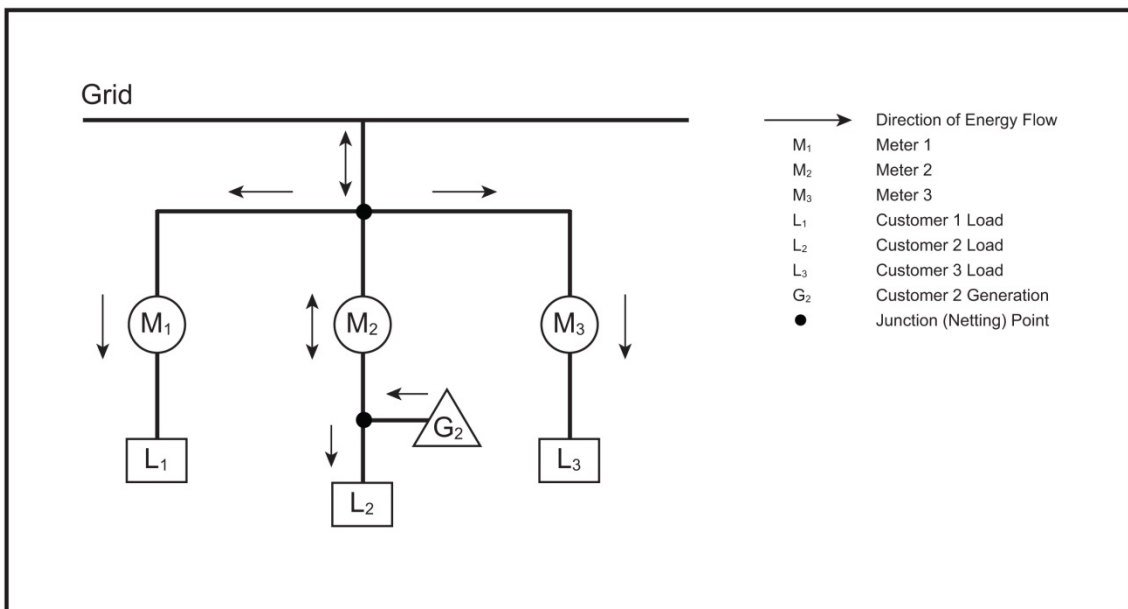 Grid
Direction of Energy Flow
M₁ Meter 1
M₂ Meter 2
M₃ Meter 3
L₁ Customer 1 Load
L₂ Customer 2 Load
L₃ Customer 3 Load
G₂ Customer 2 Generation
Junction (Netting) Point
M₁ M₂ M₃
G₂
L₁ L₃
L₂